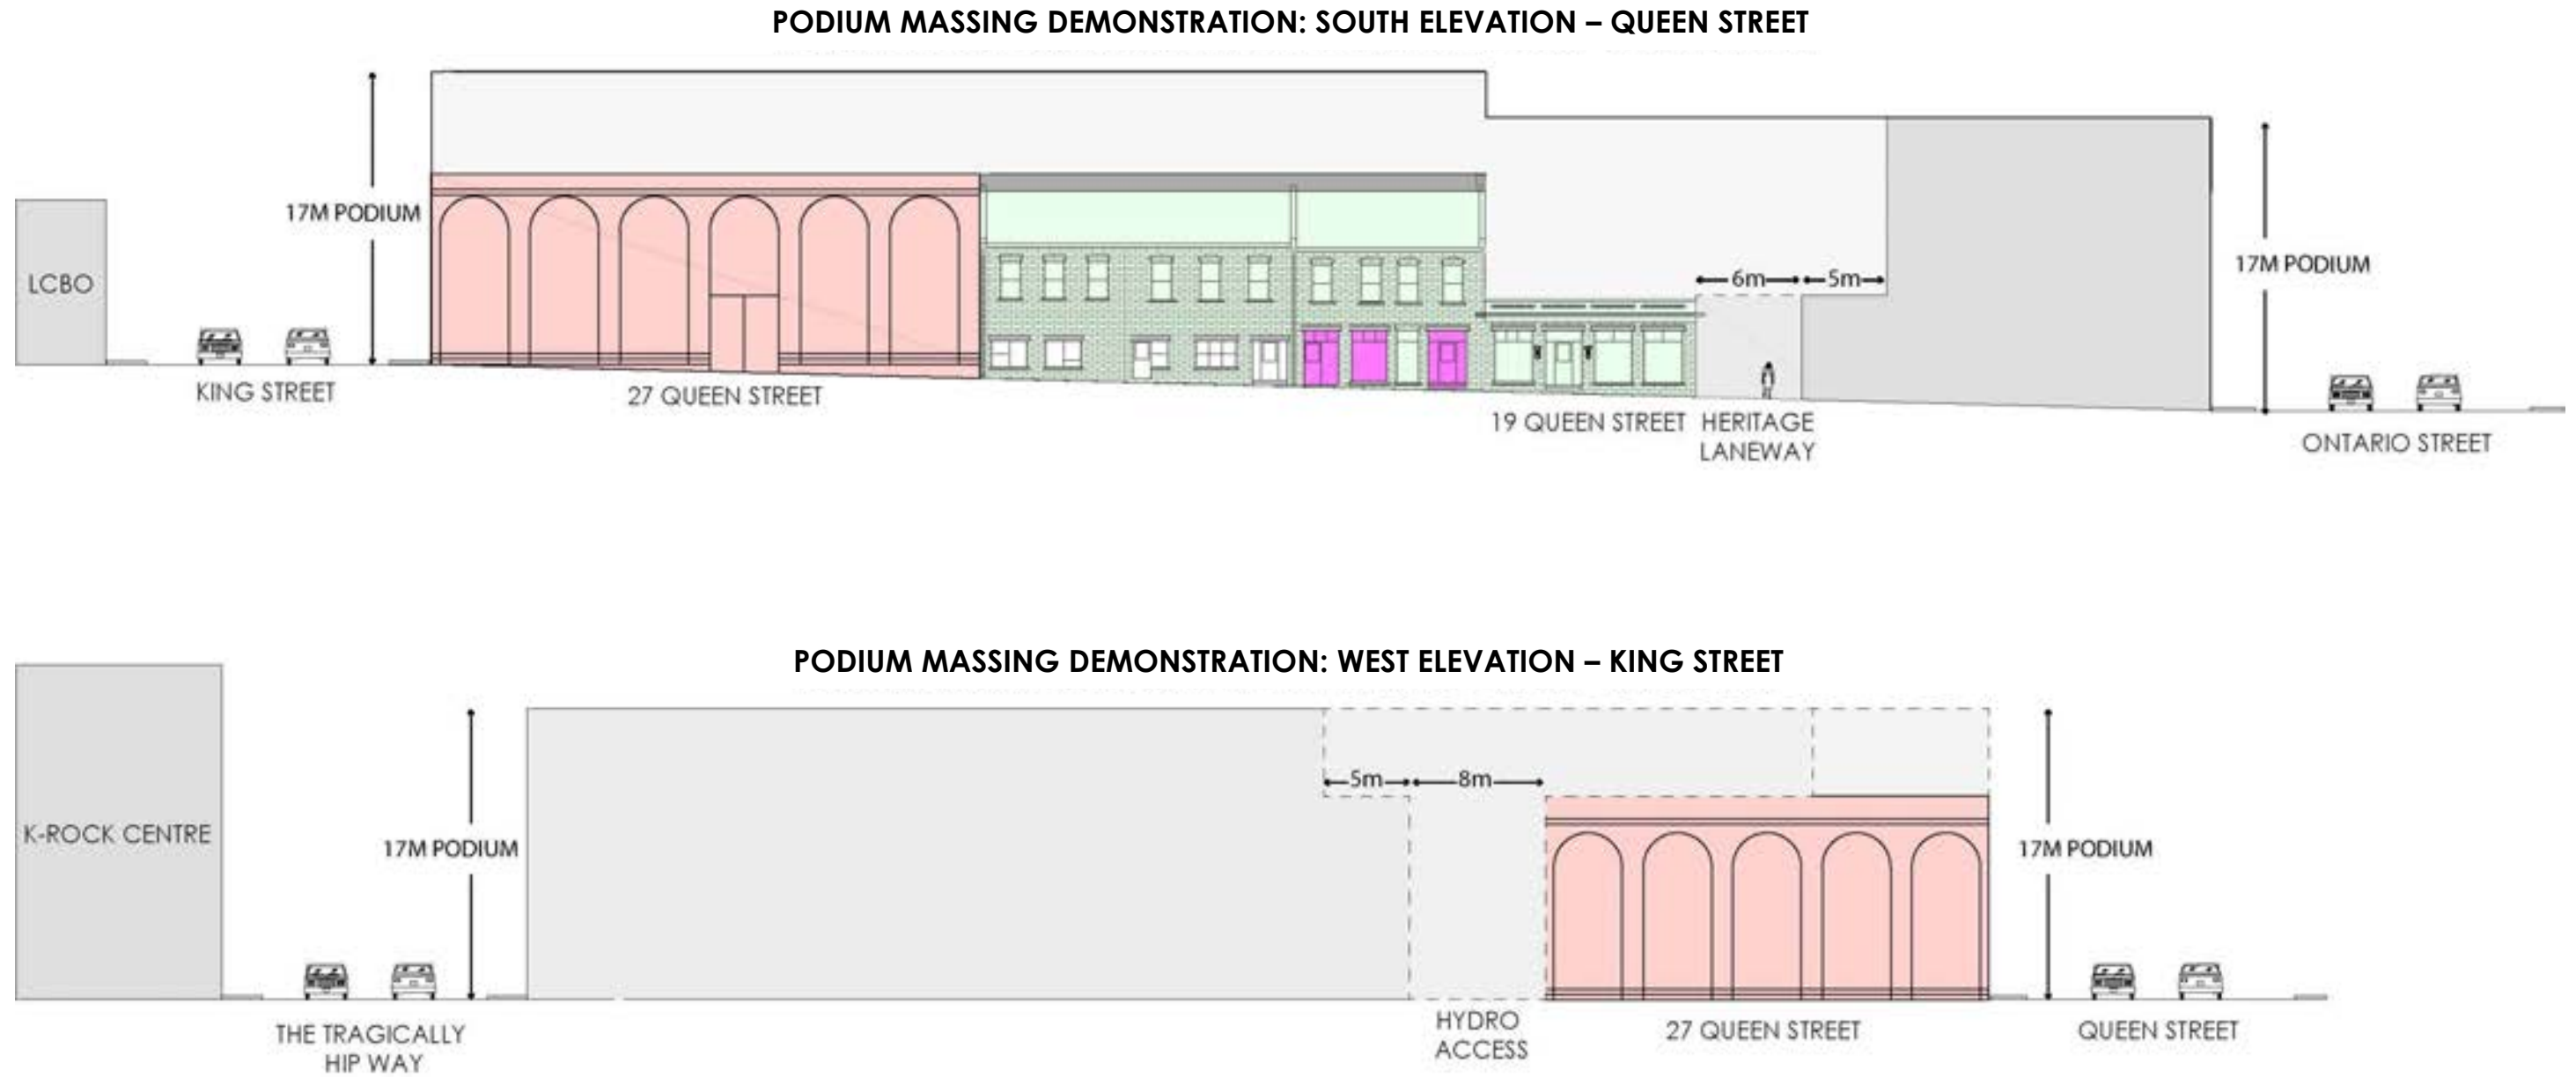 PODIUM MASSING DEMONSTRATION: SOUTH ELEVATION – QUEEN STREET
17M PODIUM
LCBO
6m
5m
17M PODIUM
KING STREET
27 QUEEN STREET
19 QUEEN STREET
HERITAGE
LANEWAY
ONTARIO STREET
PODIUM MASSING DEMONSTRATION: WEST ELEVATION – KING STREET
5m
8m
K-ROCK CENTRE
17M PODIUM
17M PODIUM
THE TRAGICALLY
HIP WAY
HYDRO
ACCESS
27 QUEEN STREET
QUEEN STREET